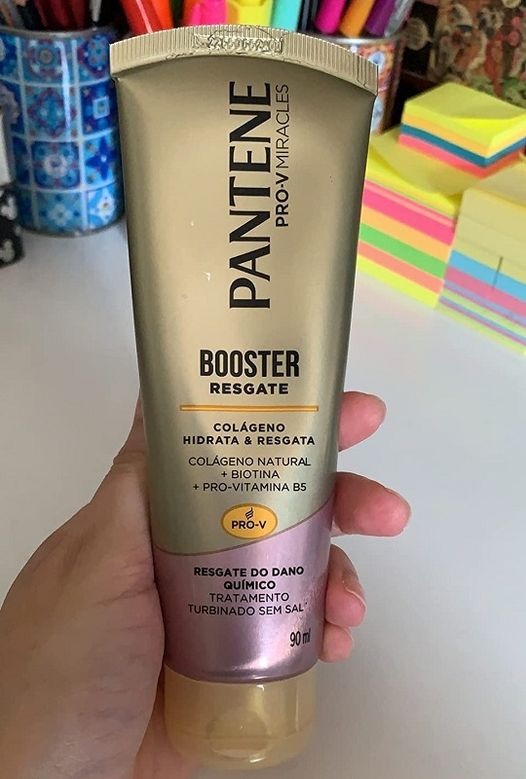 PANTENE
PRO-V MIRACLES
BOOSTER
RESGATE
COLÁGENO
HIDRATA & RESGATA
COLÁGENO NATURAL
+ BIOTINA
+ PRO-VITAMINA B5
PRO-V
RESGATE DO DANO
QUÍMICO
TRATAMENTO
TURBINADO SEM SAL*
90 ml